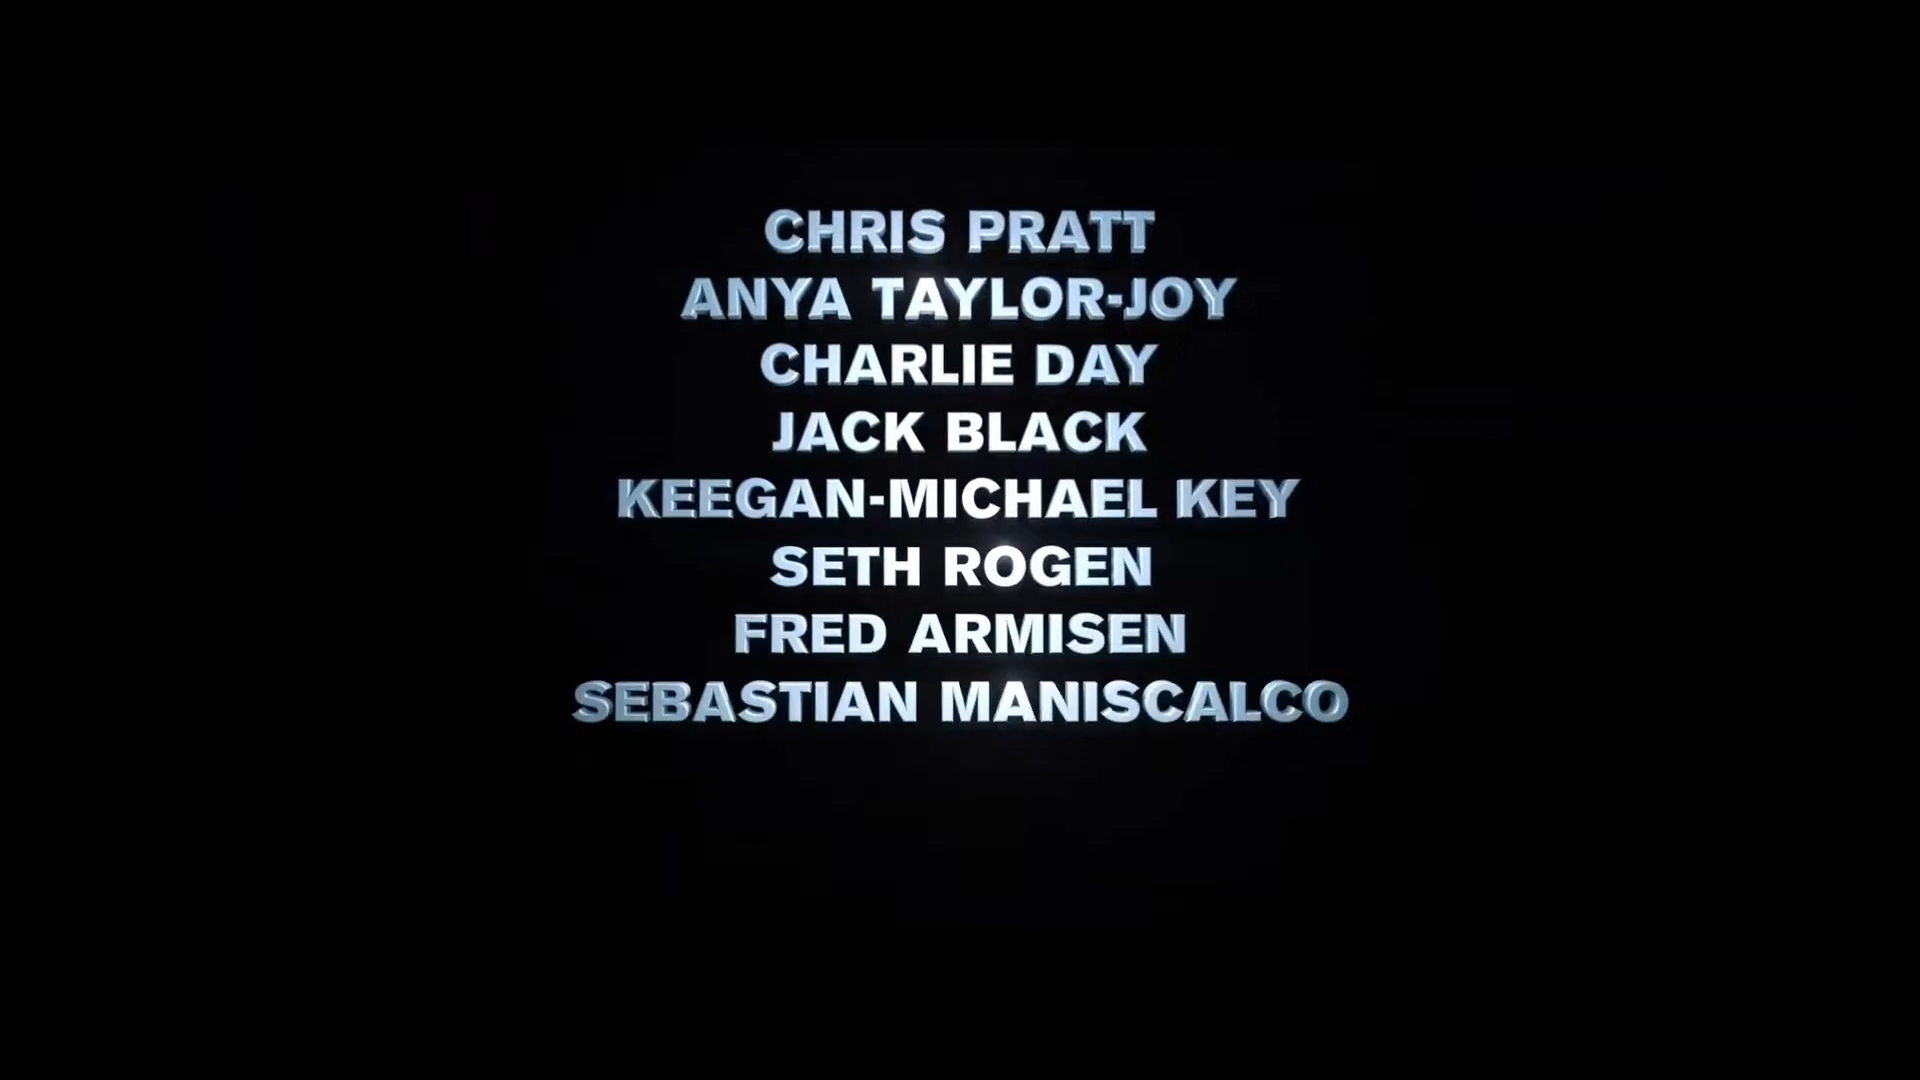 CHRIS PRATT
ANYA TAYLOR-JOY
CHARLIE DAY
JACK BLACK
KEEGAN-MICHAEL KEY
SETH ROGEN
FRED ARMISEN
SEBASTIAN MANISCALCO